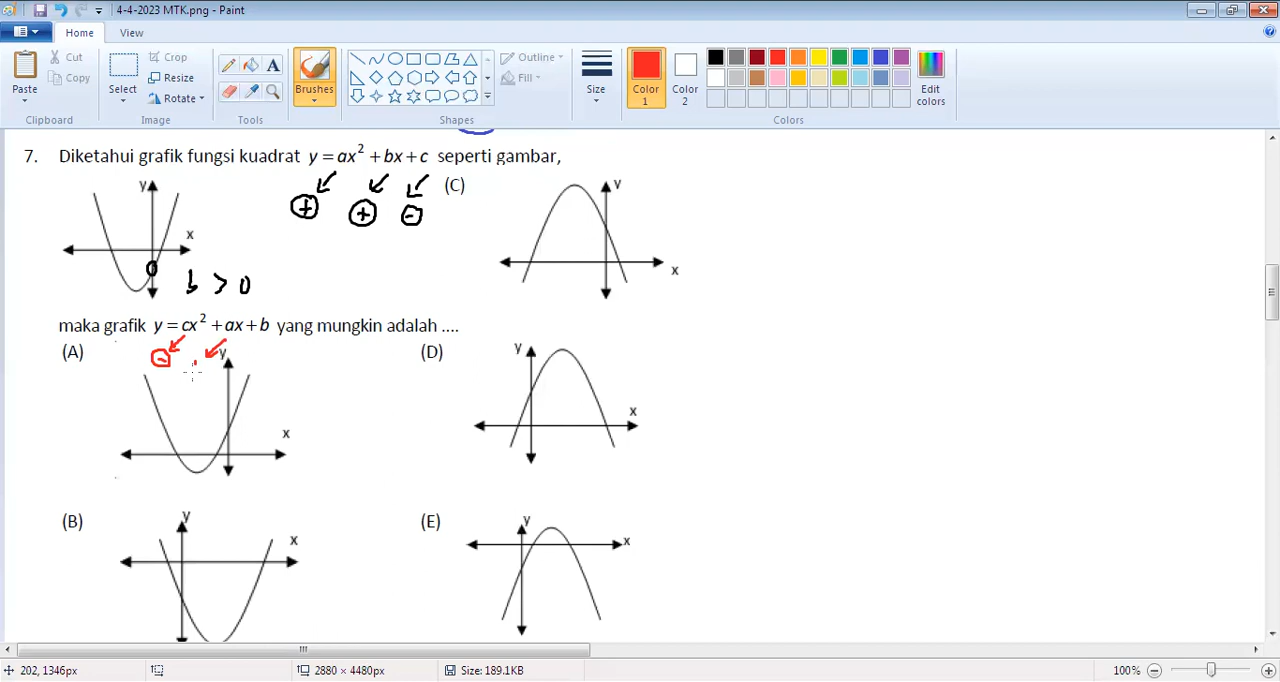 4-4-2023 MTK.png - Paint
Home View
Paste
Cut
Copy
Clipboard
Select
Crop
Resize
Rotate
Image
A
Tools
Brushes
Outline
Fill
Shapes
Size
Color 1
Color 2
Edit colors
Colors
7. Diketahui grafik fungsi kuadrat y = ax² + bx + c seperti gambar,
+ + -
y
x
b > 0
(C)
y
x
maka grafik y = cx² + ax + b yang mungkin adalah ....
-
(A)
y
x
(D)
y
x
(B)
y
x
(E)
y
x
202, 1346px
2880 × 4480px
Size: 189.1KB
100%